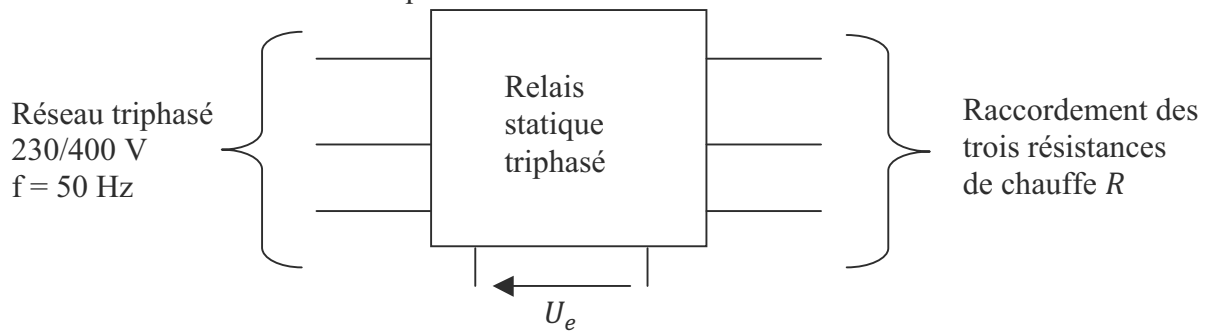 Réseau triphasé
230/400 V
f = 50 Hz
Relais
statique
triphasé
Raccordement des
trois résistances
de chauffe R
U_e